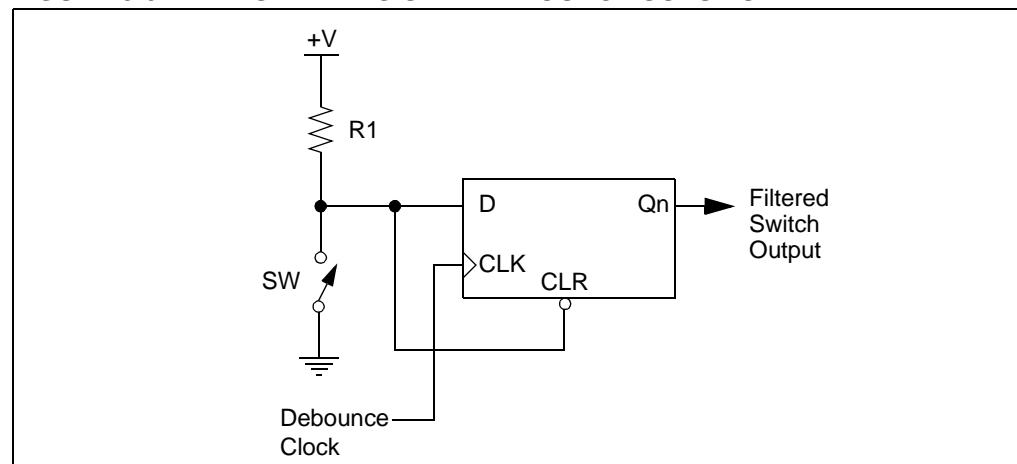 +V
R1
D
Qn
Filtered
Switch
Output
CLK
SW
CLR
Debounce
Clock